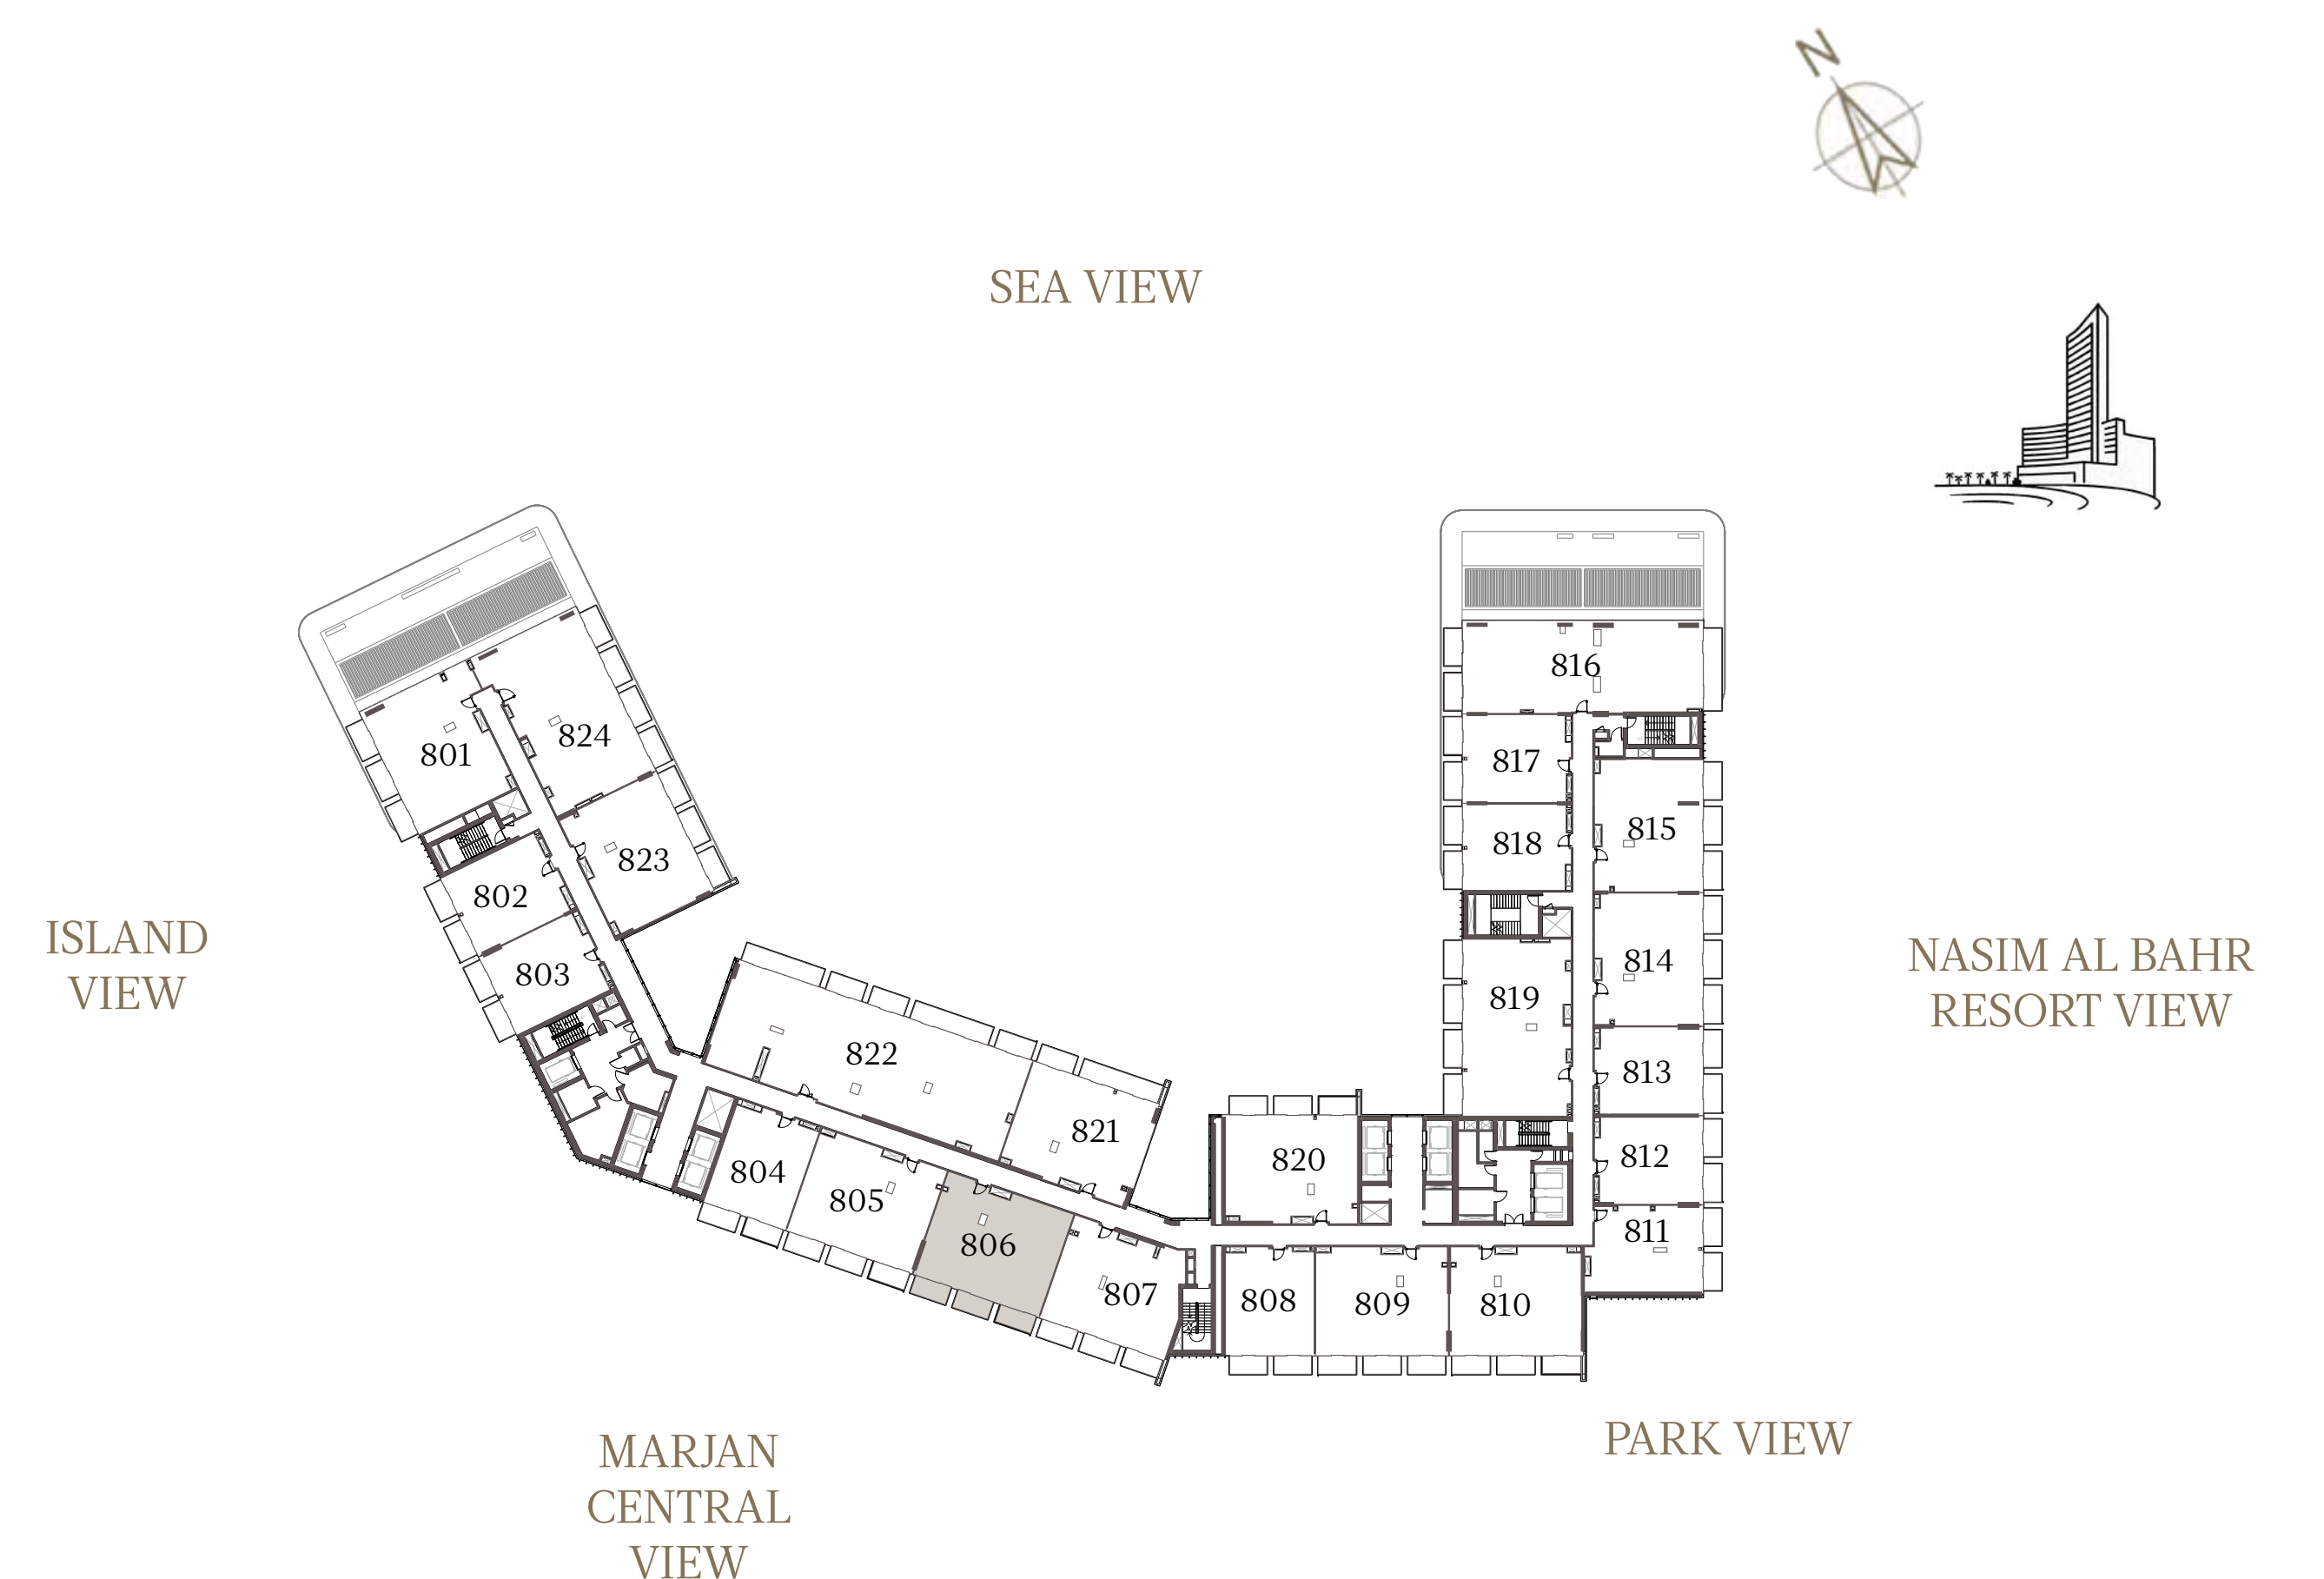 N
SEA VIEW
816
824
801
817
815
818
823
802
ISLAND
VIEW
NASIM AL BAHR
RESORT VIEW
814
803
819
822
813
821
812
820
804
805
811
806
807
808
809
810
PARK VIEW
MARJAN
CENTRAL
VIEW